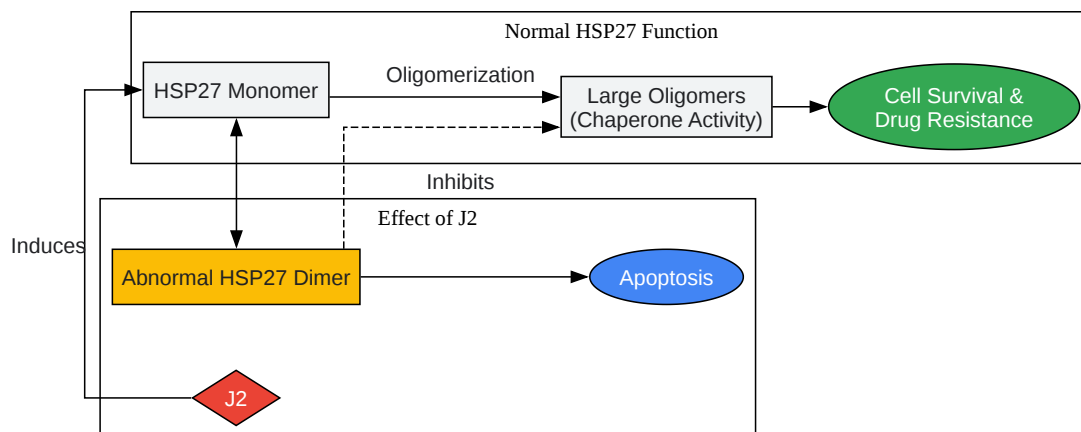 Normal HSP27 Function
HSP27 Monomer
Oligomerization
Large Oligomers
(Chaperone Activity)
Cell Survival &
Drug Resistance
Inhibits
Effect of J2
Induces
Abnormal HSP27 Dimer
Apoptosis
J2